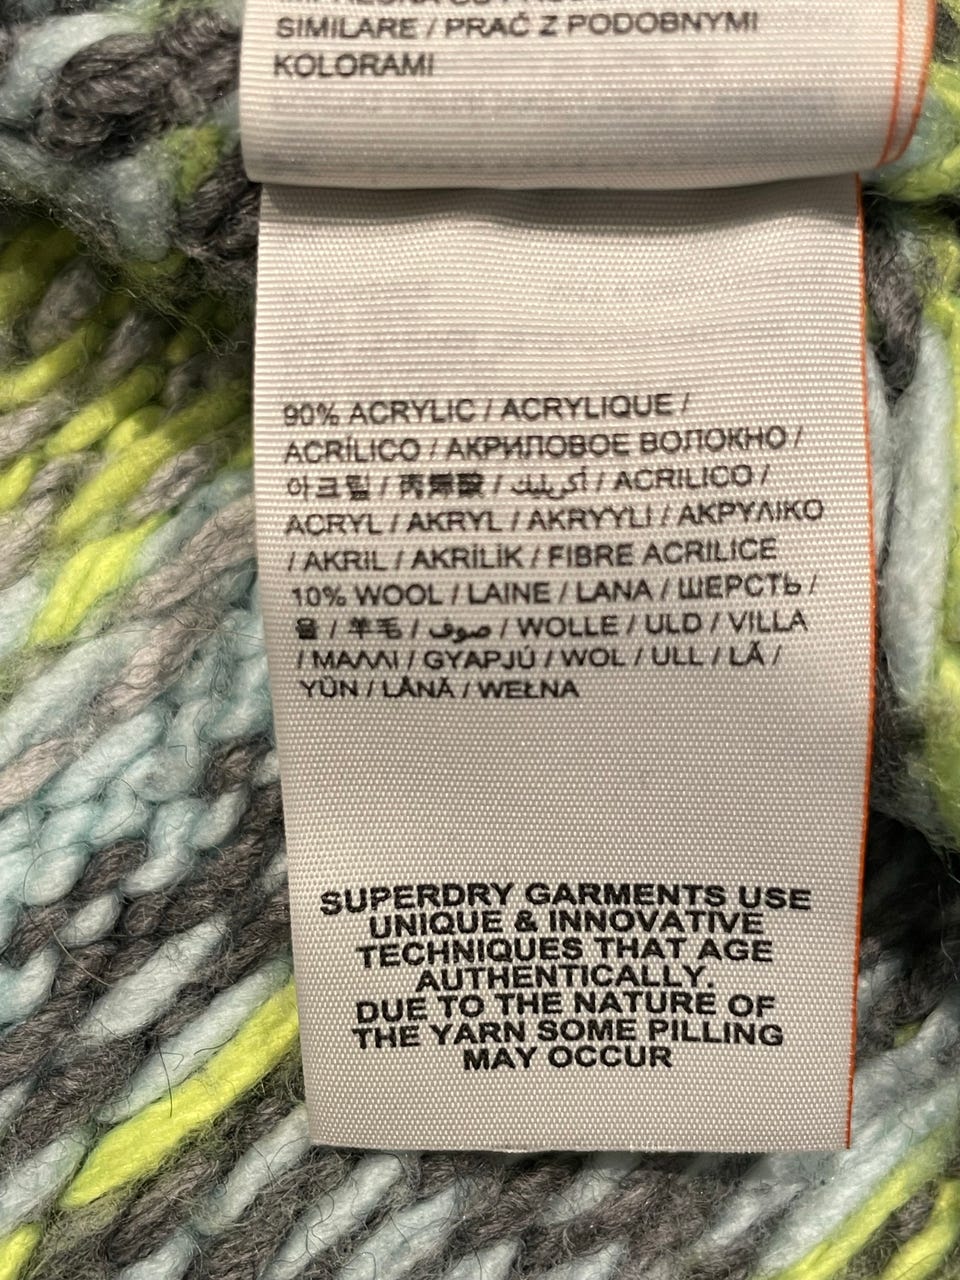 SIMILARE / PRAĆ Z PODOBNYMI
KOLORAMI
90% ACRYLIC / ACRYLIQUE /
ACRÍLICO / АКРИЛОВОЕ ВОЛОКНО /
아크릴 / 丙烯酸 / أكريليك / ACRILICO /
ACRYL / AKRYL / AKRYYLI / ΑΚΡΥΛΙΚΟ
/ AKRIL / AKRİLİK / FIBRE ACRILICE
10% WOOL / LAINE / LANA / ШЕРСТЬ /
울 / 羊毛 / صوف / WOLLE / ULD / VILLA
/ ΜΑΛΛΙ / GYAPJÚ / WOL / ULL / LÃ /
YÜN / LÂNĂ / WEŁNA
SUPERDRY GARMENTS USE
UNIQUE & INNOVATIVE
TECHNIQUES THAT AGE
AUTHENTICALLY.
DUE TO THE NATURE OF
THE YARN SOME PILLING
MAY OCCUR